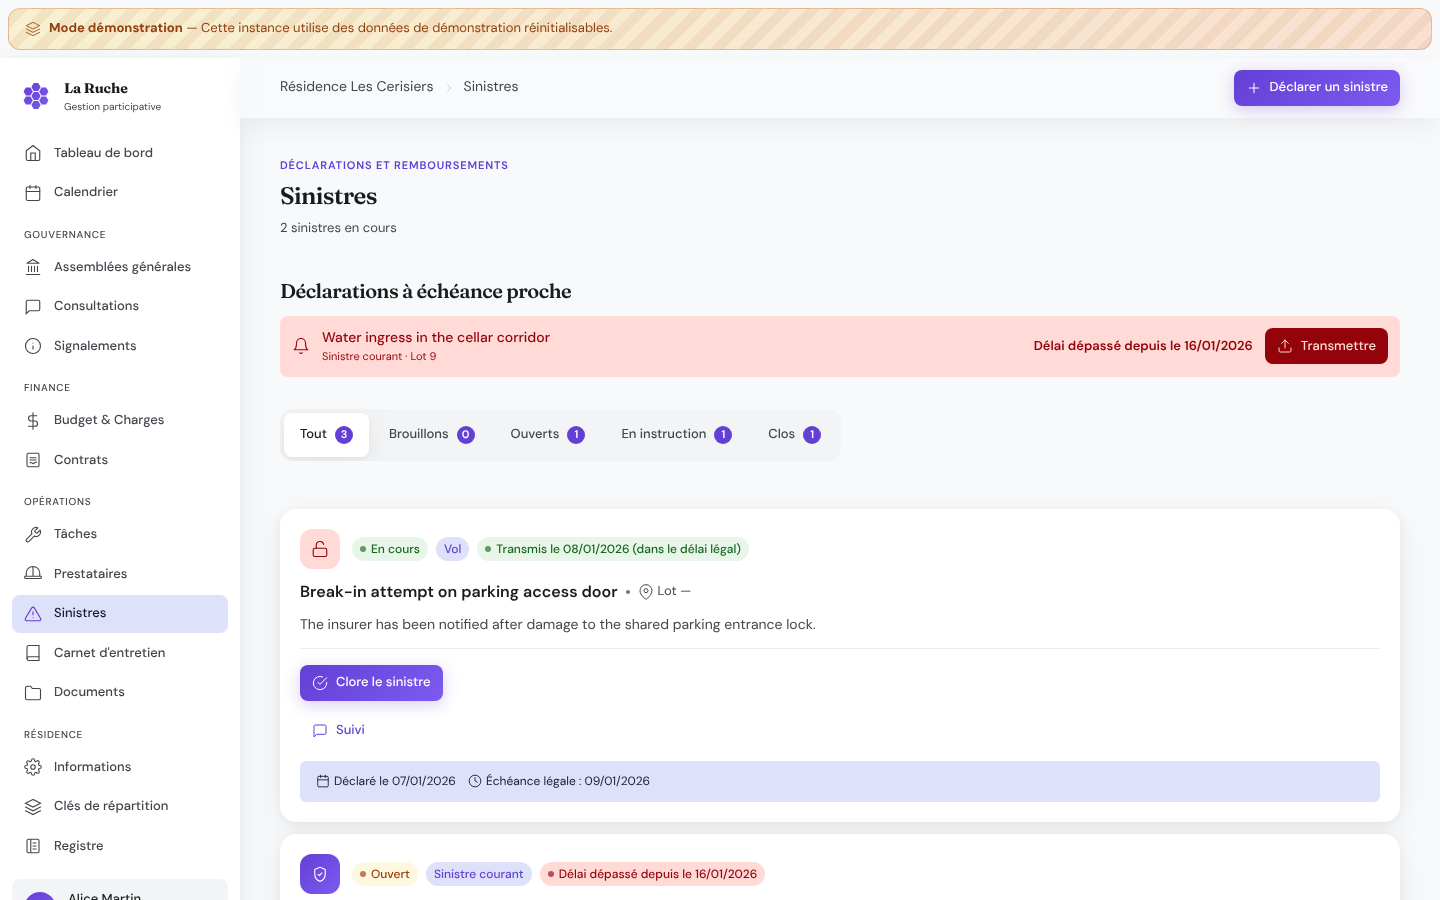 Mode démonstration — Cette instance utilise des données de démonstration réinitialisables.
La Ruche
Gestion participative
Tableau de bord
Calendrier
GOUVERNANCE
Assemblées générales
Consultations
Signalements
FINANCE
Budget & Charges
Contrats
OPÉRATIONS
Tâches
Prestataires
Sinistres
Carnet d'entretien
Documents
RÉSIDENCE
Informations
Clés de répartition
Registre
Alice Martin
Résidence Les Cerisiers > Sinistres
Déclarer un sinistre
DÉCLARATIONS ET REMBOURSEMENTS
Sinistres
2 sinistres en cours
Déclarations à échéance proche
Water ingress in the cellar corridor
Sinistre courant · Lot 9
Délai dépassé depuis le 16/01/2026
Transmettre
Tout 3 Brouillons 0 Ouverts 1 En instruction 1 Clos 1
En cours Vol Transmis le 08/01/2026 (dans le délai légal)
Break-in attempt on parking access door • Lot —
The insurer has been notified after damage to the shared parking entrance lock.
Clore le sinistre
Suivi
Déclaré le 07/01/2026 Échéance légale : 09/01/2026
Ouvert Sinistre courant Délai dépassé depuis le 16/01/2026